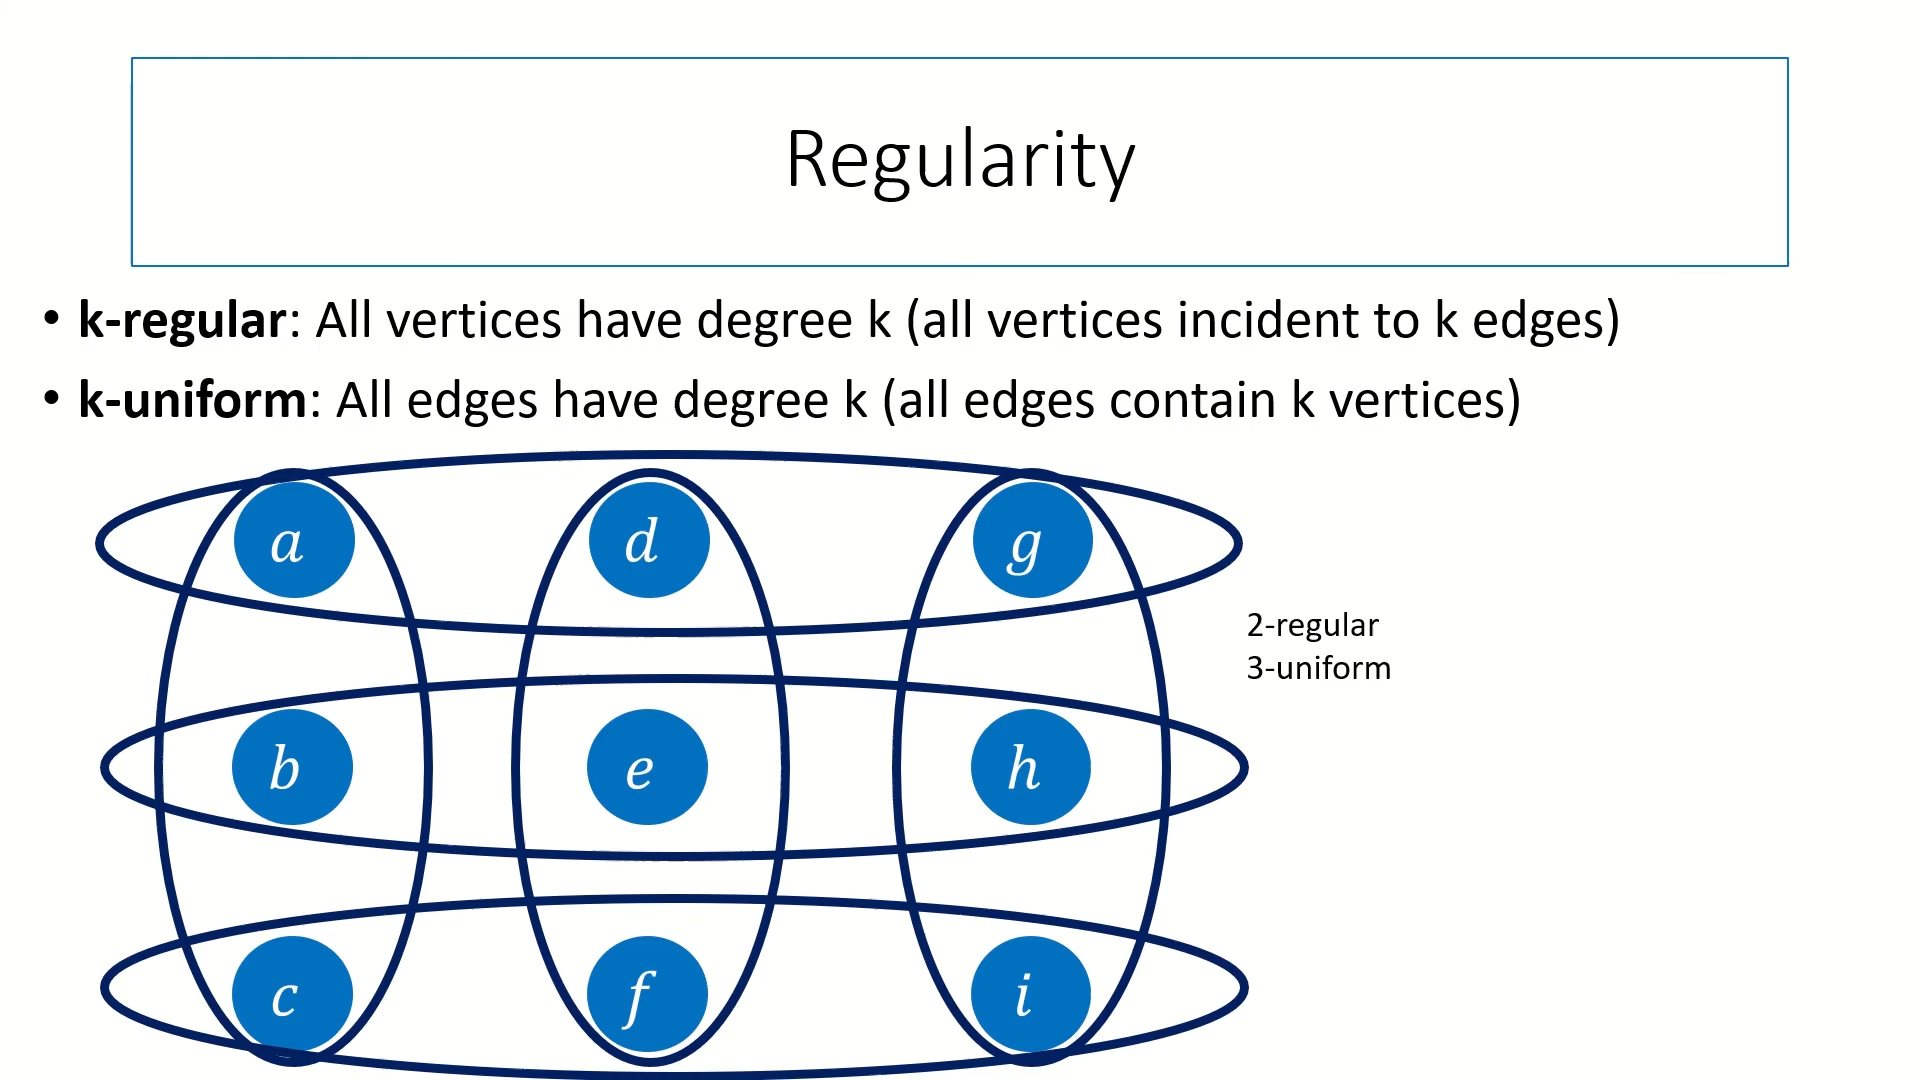 Regularity
• k-regular: All vertices have degree k (all vertices incident to k edges)
• k-uniform: All edges have degree k (all edges contain k vertices)
a d g
2-regular
3-uniform
b e h
c f i